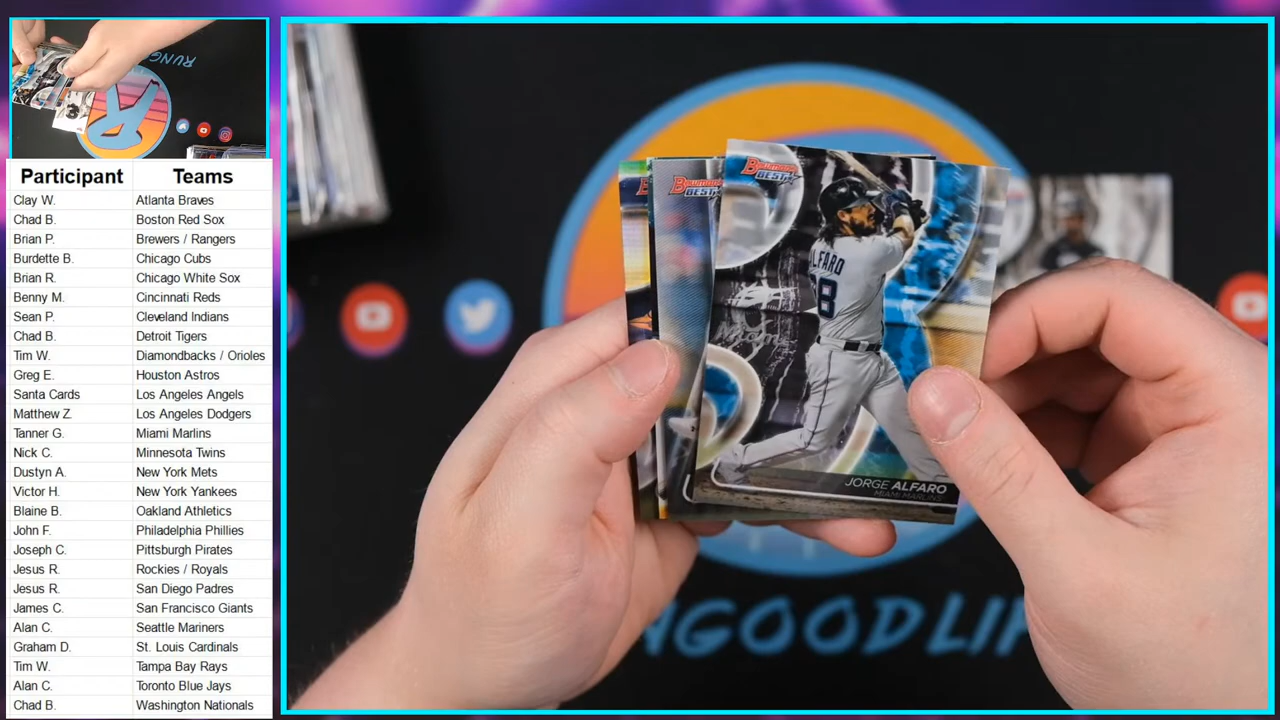 Participant Teams
Clay W. Atlanta Braves
Chad B. Boston Red Sox
Brian P. Brewers / Rangers
Burdette B. Chicago Cubs
Brian R. Chicago White Sox
Benny M. Cincinnati Reds
Sean P. Cleveland Indians
Chad B. Detroit Tigers
Tim W. Diamondbacks / Orioles
Greg E. Houston Astros
Santa Cards Los Angeles Angels
Matthew Z. Los Angeles Dodgers
Tanner G. Miami Marlins
Nick C. Minnesota Twins
Dustyn A. New York Mets
Victor H. New York Yankees
Blaine B. Oakland Athletics
John F. Philadelphia Phillies
Joseph C. Pittsburgh Pirates
Jesus R. Rockies / Royals
Jesus R. San Diego Padres
James C. San Francisco Giants
Alan C. Seattle Mariners
Graham D. St. Louis Cardinals
Tim W. Tampa Bay Rays
Alan C. Toronto Blue Jays
Chad B. Washington Nationals
BOWMAN'S BEST
BOWMAN'S BEST
ALFARO
JORGE ALFARO
MIAMI MARLINS